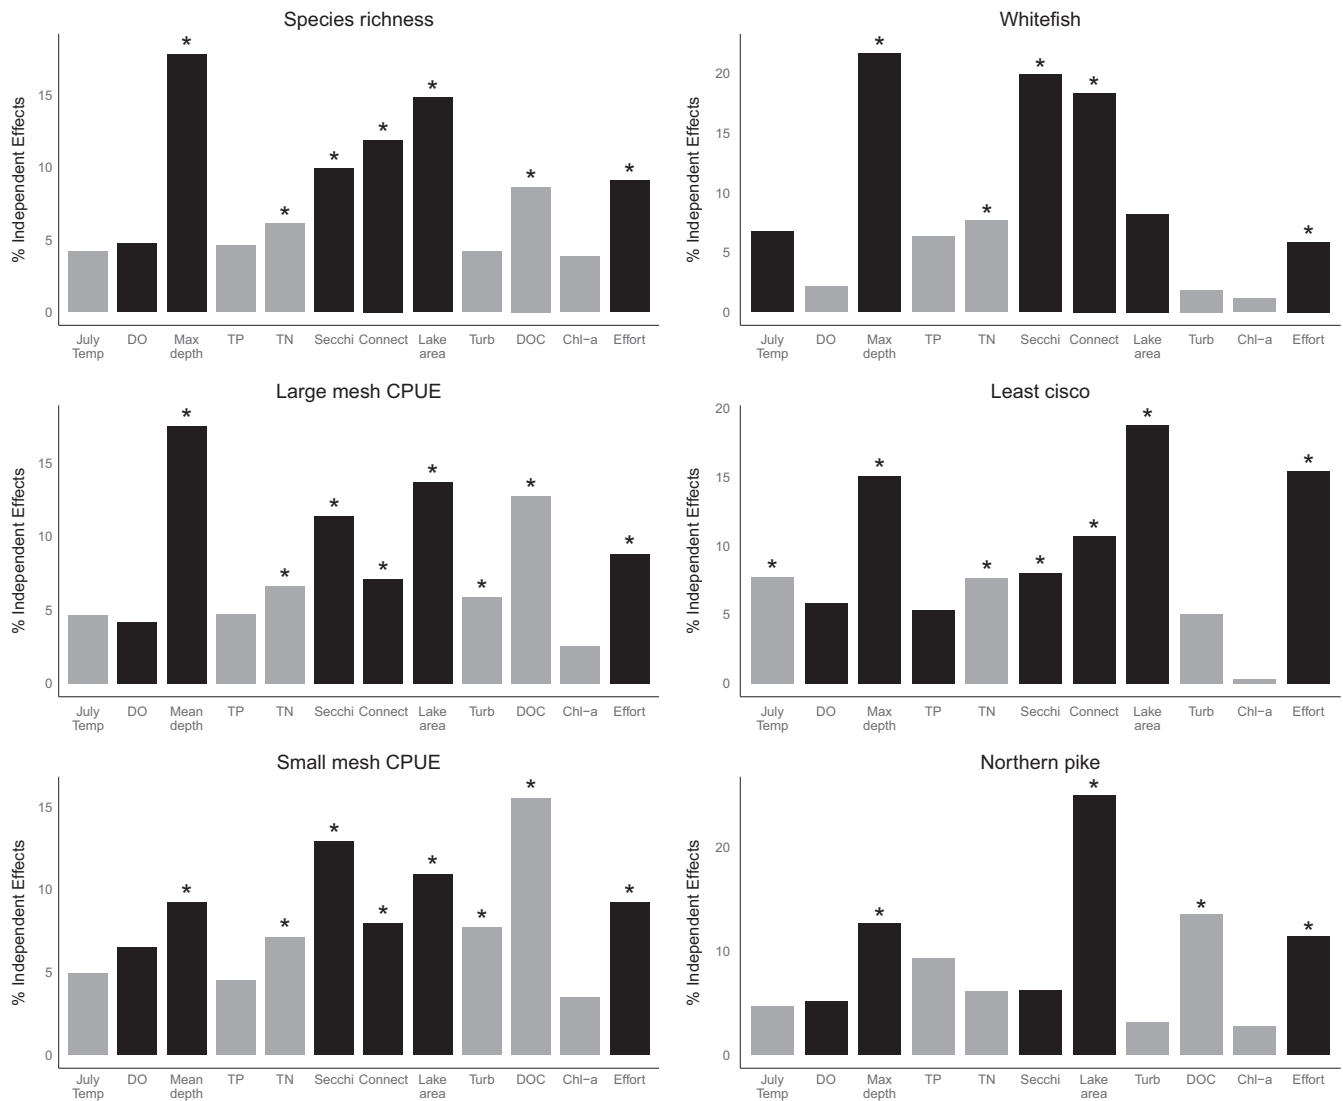 Species richness
% Independent Effects
15
10
5
0
* * * * * * *
July Temp DO Max depth TP TN Secchi Connect Lake area Turb DOC Chl−a Effort
Whitefish
% Independent Effects
20
15
10
5
0
* * * * *
July Temp DO Max depth TP TN Secchi Connect Lake area Turb Chl−a Effort
Large mesh CPUE
% Independent Effects
15
10
5
0
* * * * * * * *
July Temp DO Mean depth TP TN Secchi Connect Lake area Turb DOC Chl−a Effort
Least cisco
% Independent Effects
20
15
10
5
0
* * * * * * *
July Temp DO Max depth TP TN Secchi Connect Lake area Turb Chl−a Effort
Small mesh CPUE
% Independent Effects
15
10
5
0
* * * * * * * *
July Temp DO Mean depth TP TN Secchi Connect Lake area Turb DOC Chl−a Effort
Northern pike
% Independent Effects
20
10
0
* * * *
July Temp DO Max depth TP TN Secchi Lake area Turb DOC Chl−a Effort